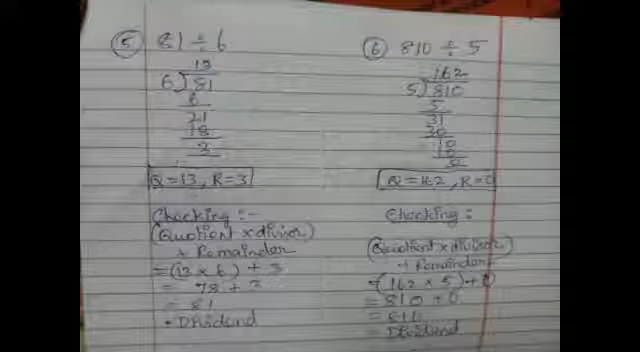 5 81 ÷ 6
13
6 ) 81
6
21
18
3
Q = 13, R = 3
Checking :-
(Quotient x divisor)
+ Remainder
= (13 x 6) + 3
= 78 + 3
= 81
= Dividend
6 810 ÷ 5
162
5 ) 810
5
31
30
10
10
0
Q = 162, R = 0
Checking :
(Quotient x divisor)
+ Remainder
= (162 x 5) + 0
= 810 + 0
= 810
= Dividend